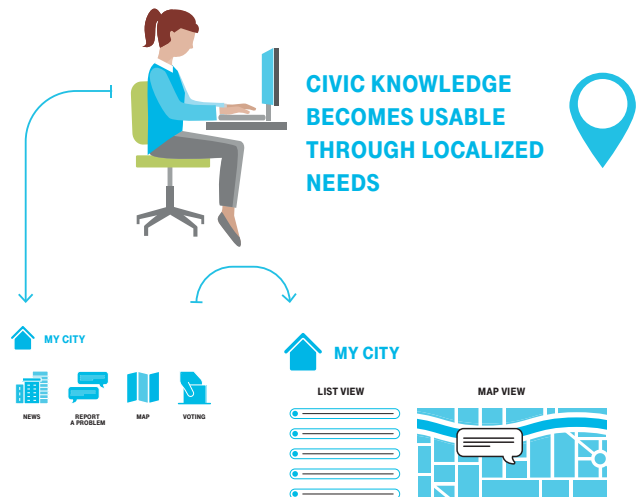 CIVIC KNOWLEDGE
BECOMES USABLE
THROUGH LOCALIZED
NEEDS
MY CITY
NEWS
REPORT
A PROBLEM
MAP
VOTING
MY CITY
LIST VIEW
MAP VIEW